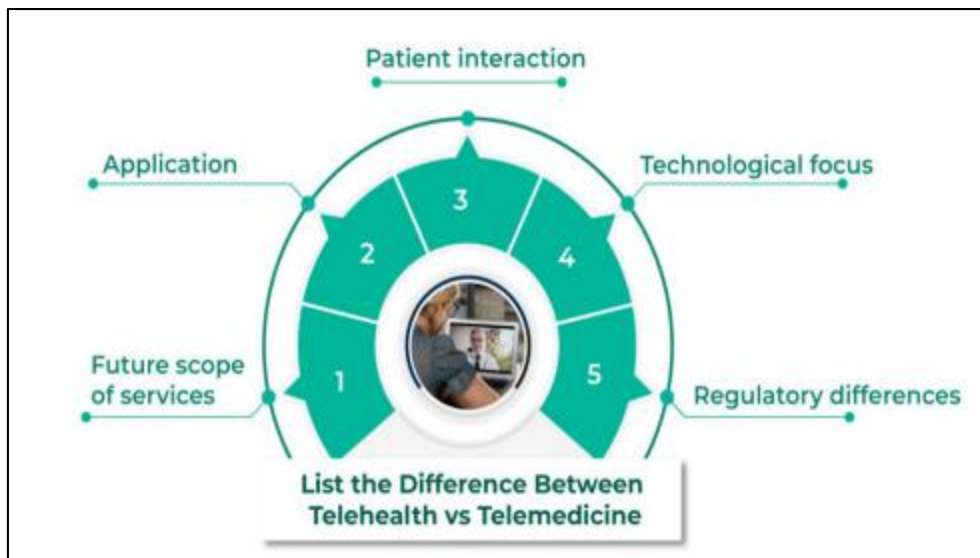 Patient interaction
Application
Technological focus
3
2
4
1
5
Future scope
of services
Regulatory differences
List the Difference Between
Telehealth vs Telemedicine